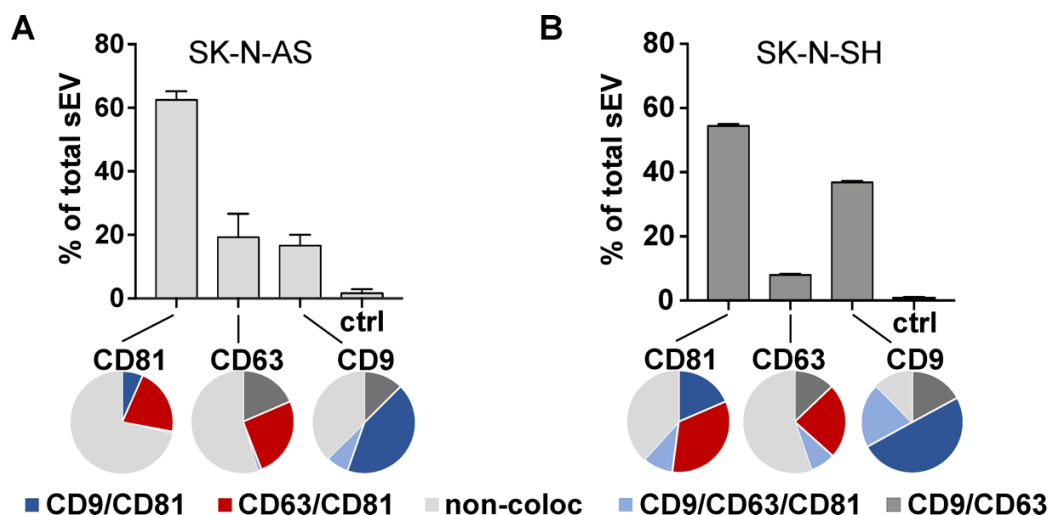 A
SK-N-AS
% of total sEV
80
60
40
20
0
ctrl
CD81 CD63 CD9
B
SK-N-SH
% of total sEV
80
60
40
20
0
ctrl
CD81 CD63 CD9
CD9/CD81 CD63/CD81 non-coloc CD9/CD63/CD81 CD9/CD63